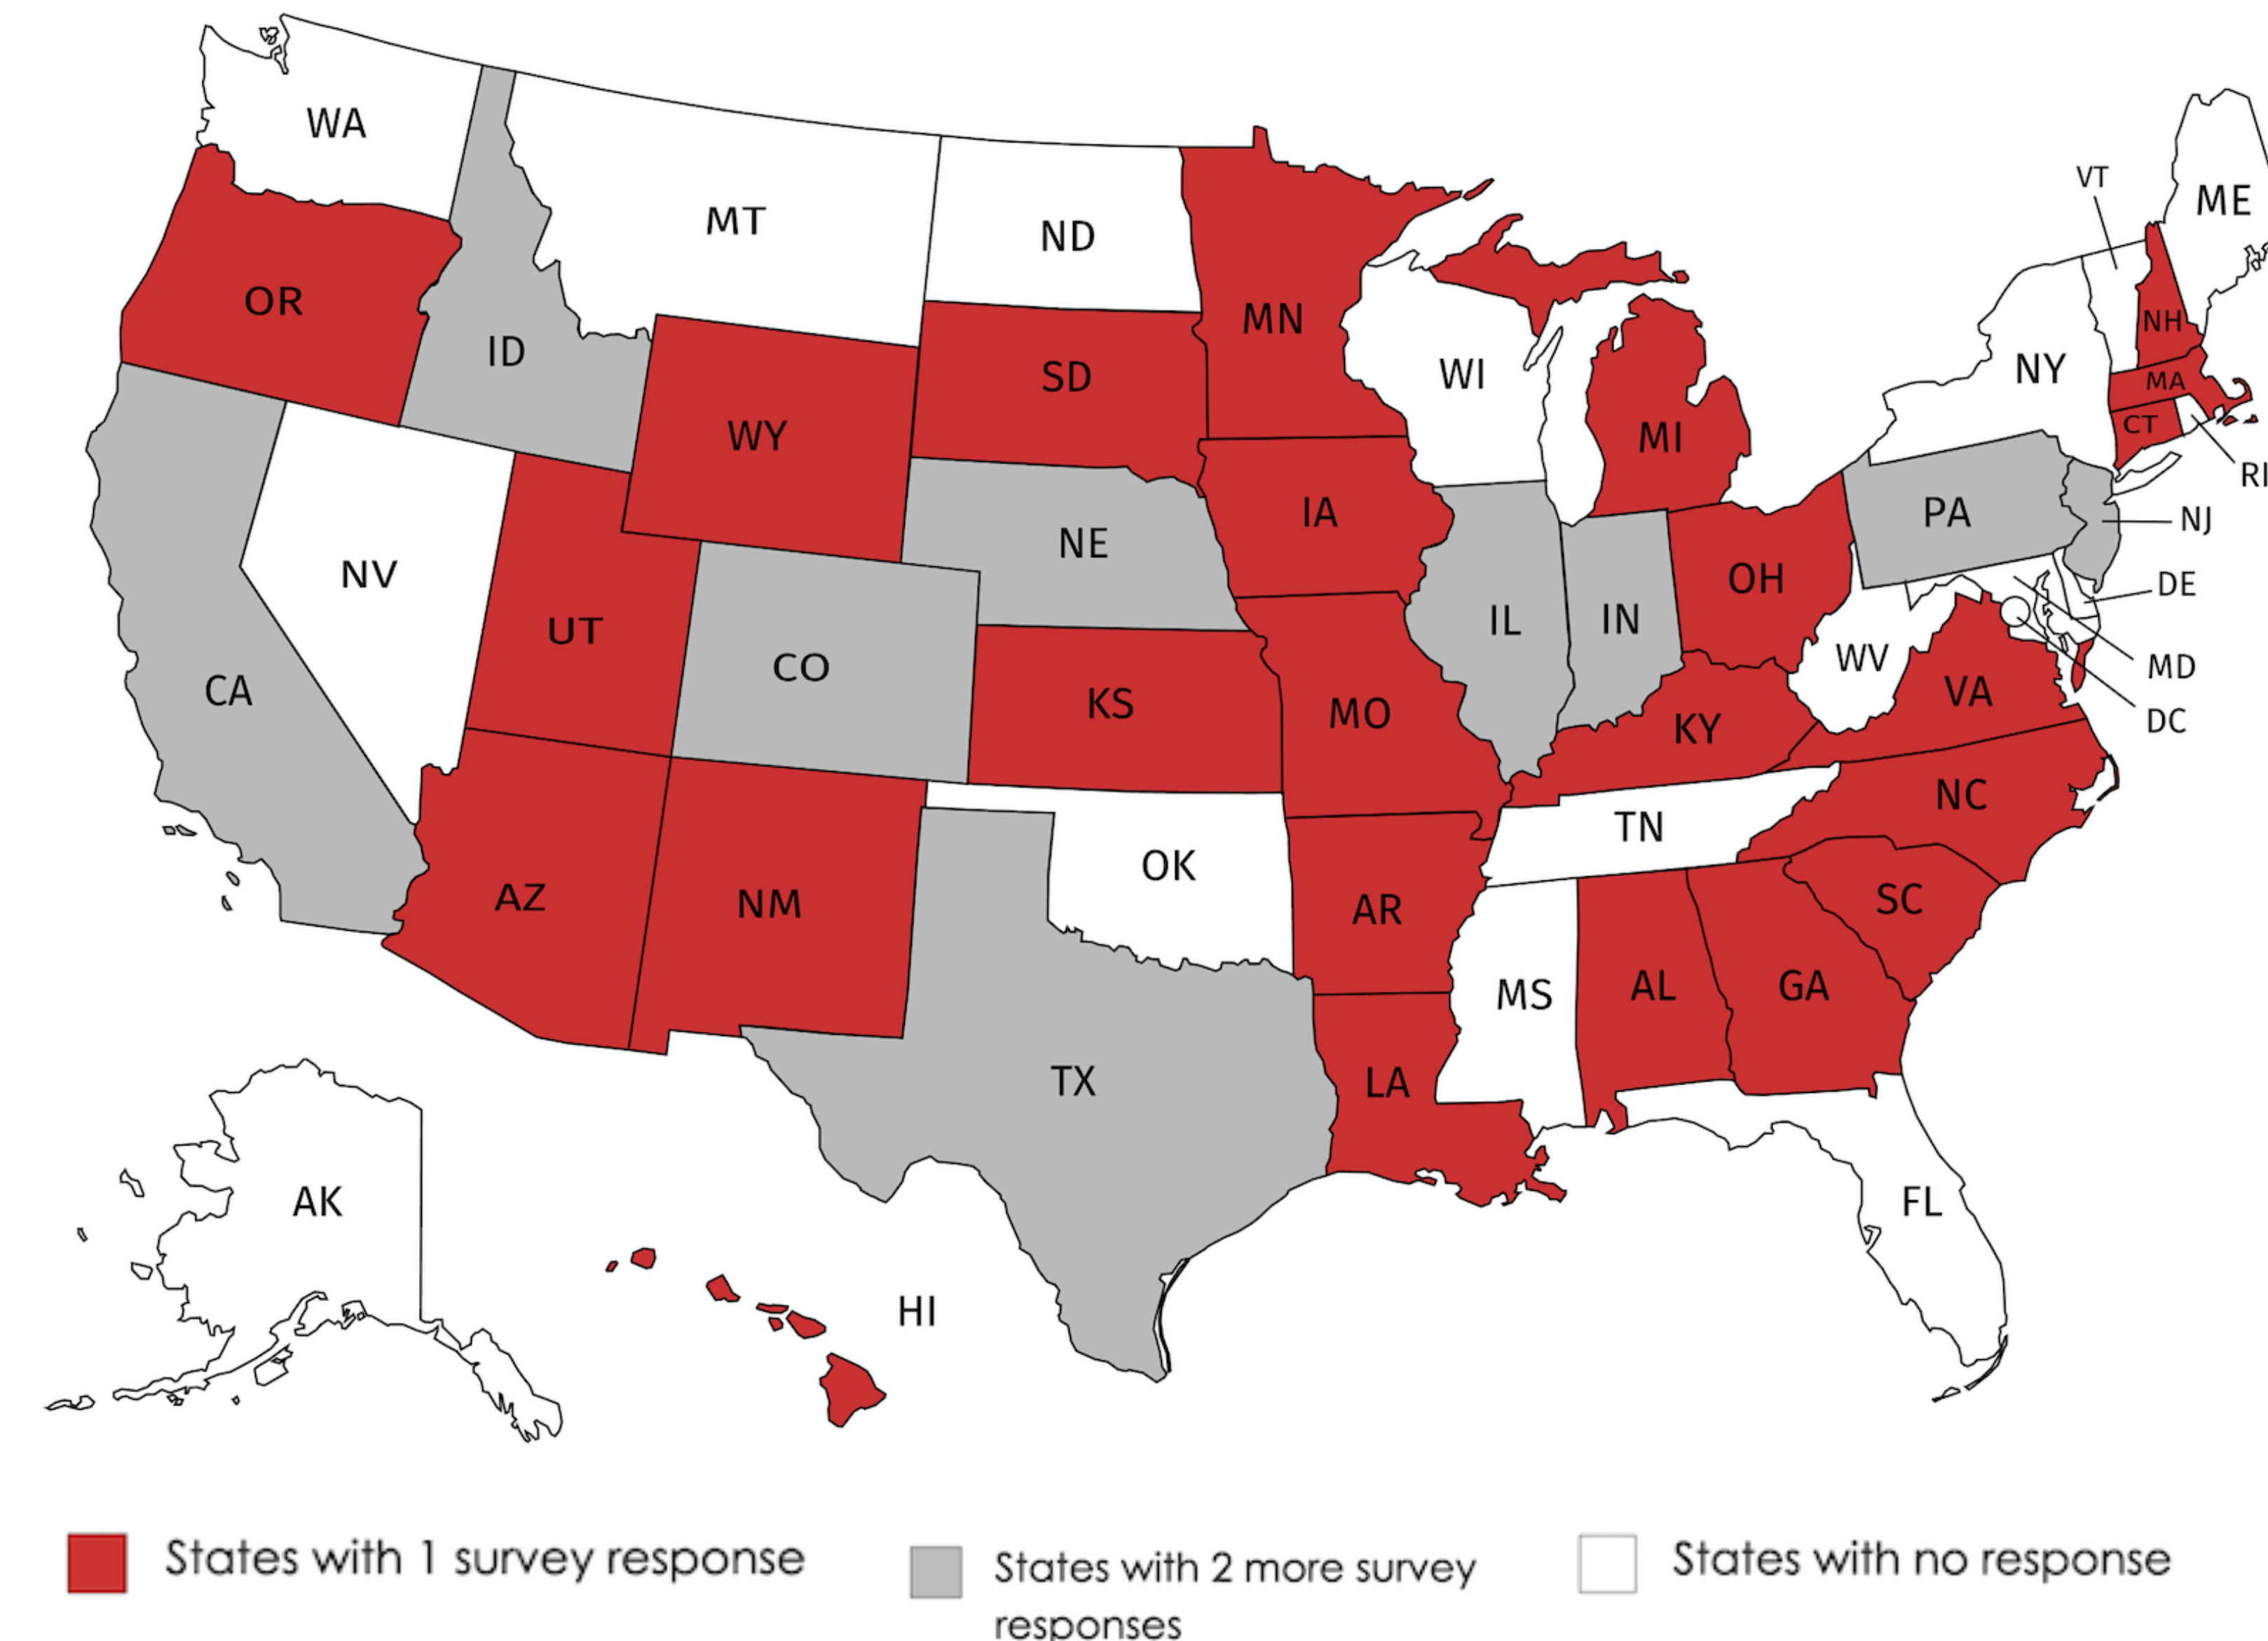 WA
MT
ND
MN
VT
ME
OR
ID
WY
SD
WI
MI
NY
NH
MA
CT
RI
NV
UT
CO
NE
IA
IL
IN
OH
PA
NJ
DE
MD
DC
CA
KS
MO
KY
WV
VA
AZ
NM
OK
AR
TN
NC
SC
TX
LA
MS
AL
GA
AK
HI
FL
States with 1 survey response
States with 2 more survey
responses
States with no response